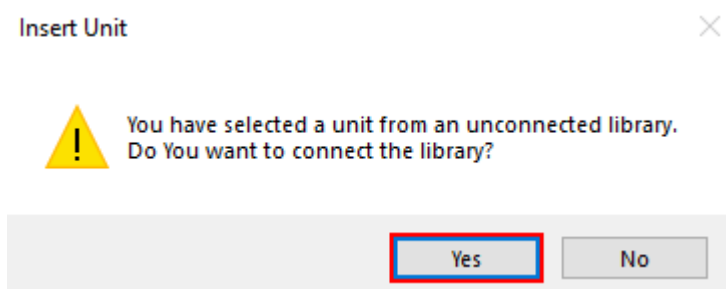 Insert Unit
You have selected a unit from an unconnected library.
Do You want to connect the library?
Yes
No